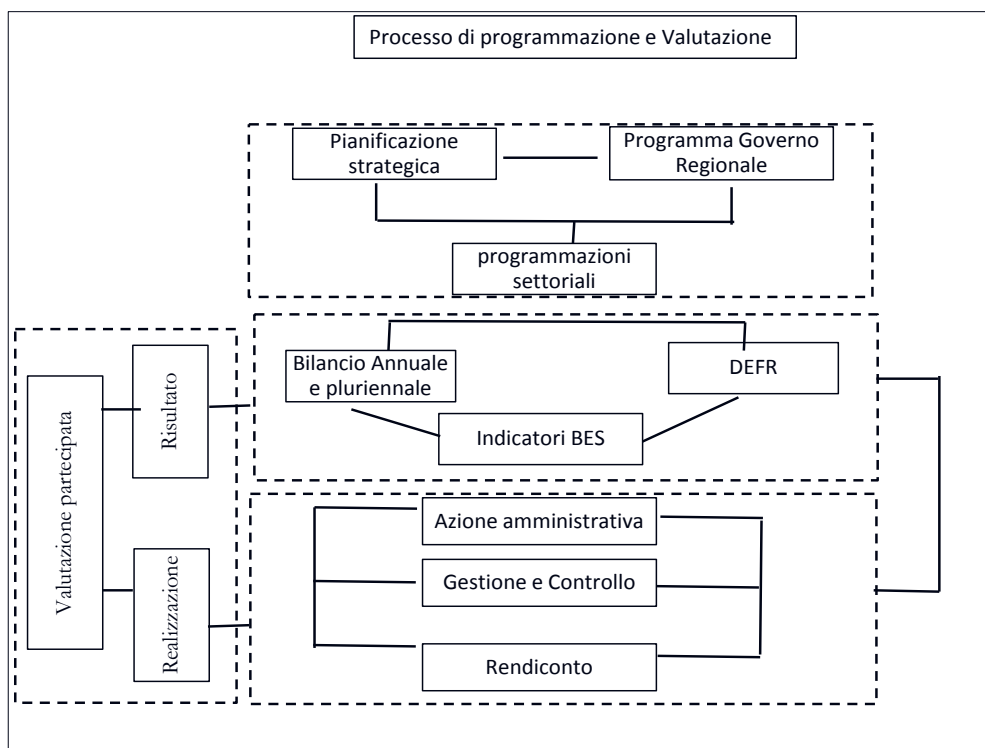 Processo di programmazione e Valutazione
Pianificazione
strategica
Programma Governo
Regionale
programmazioni
settoriali
Valutazione partecipata
Risultato
Realizzazione
Bilancio Annuale
e pluriennale
DEFR
Indicatori BES
Azione amministrativa
Gestione e Controllo
Rendiconto